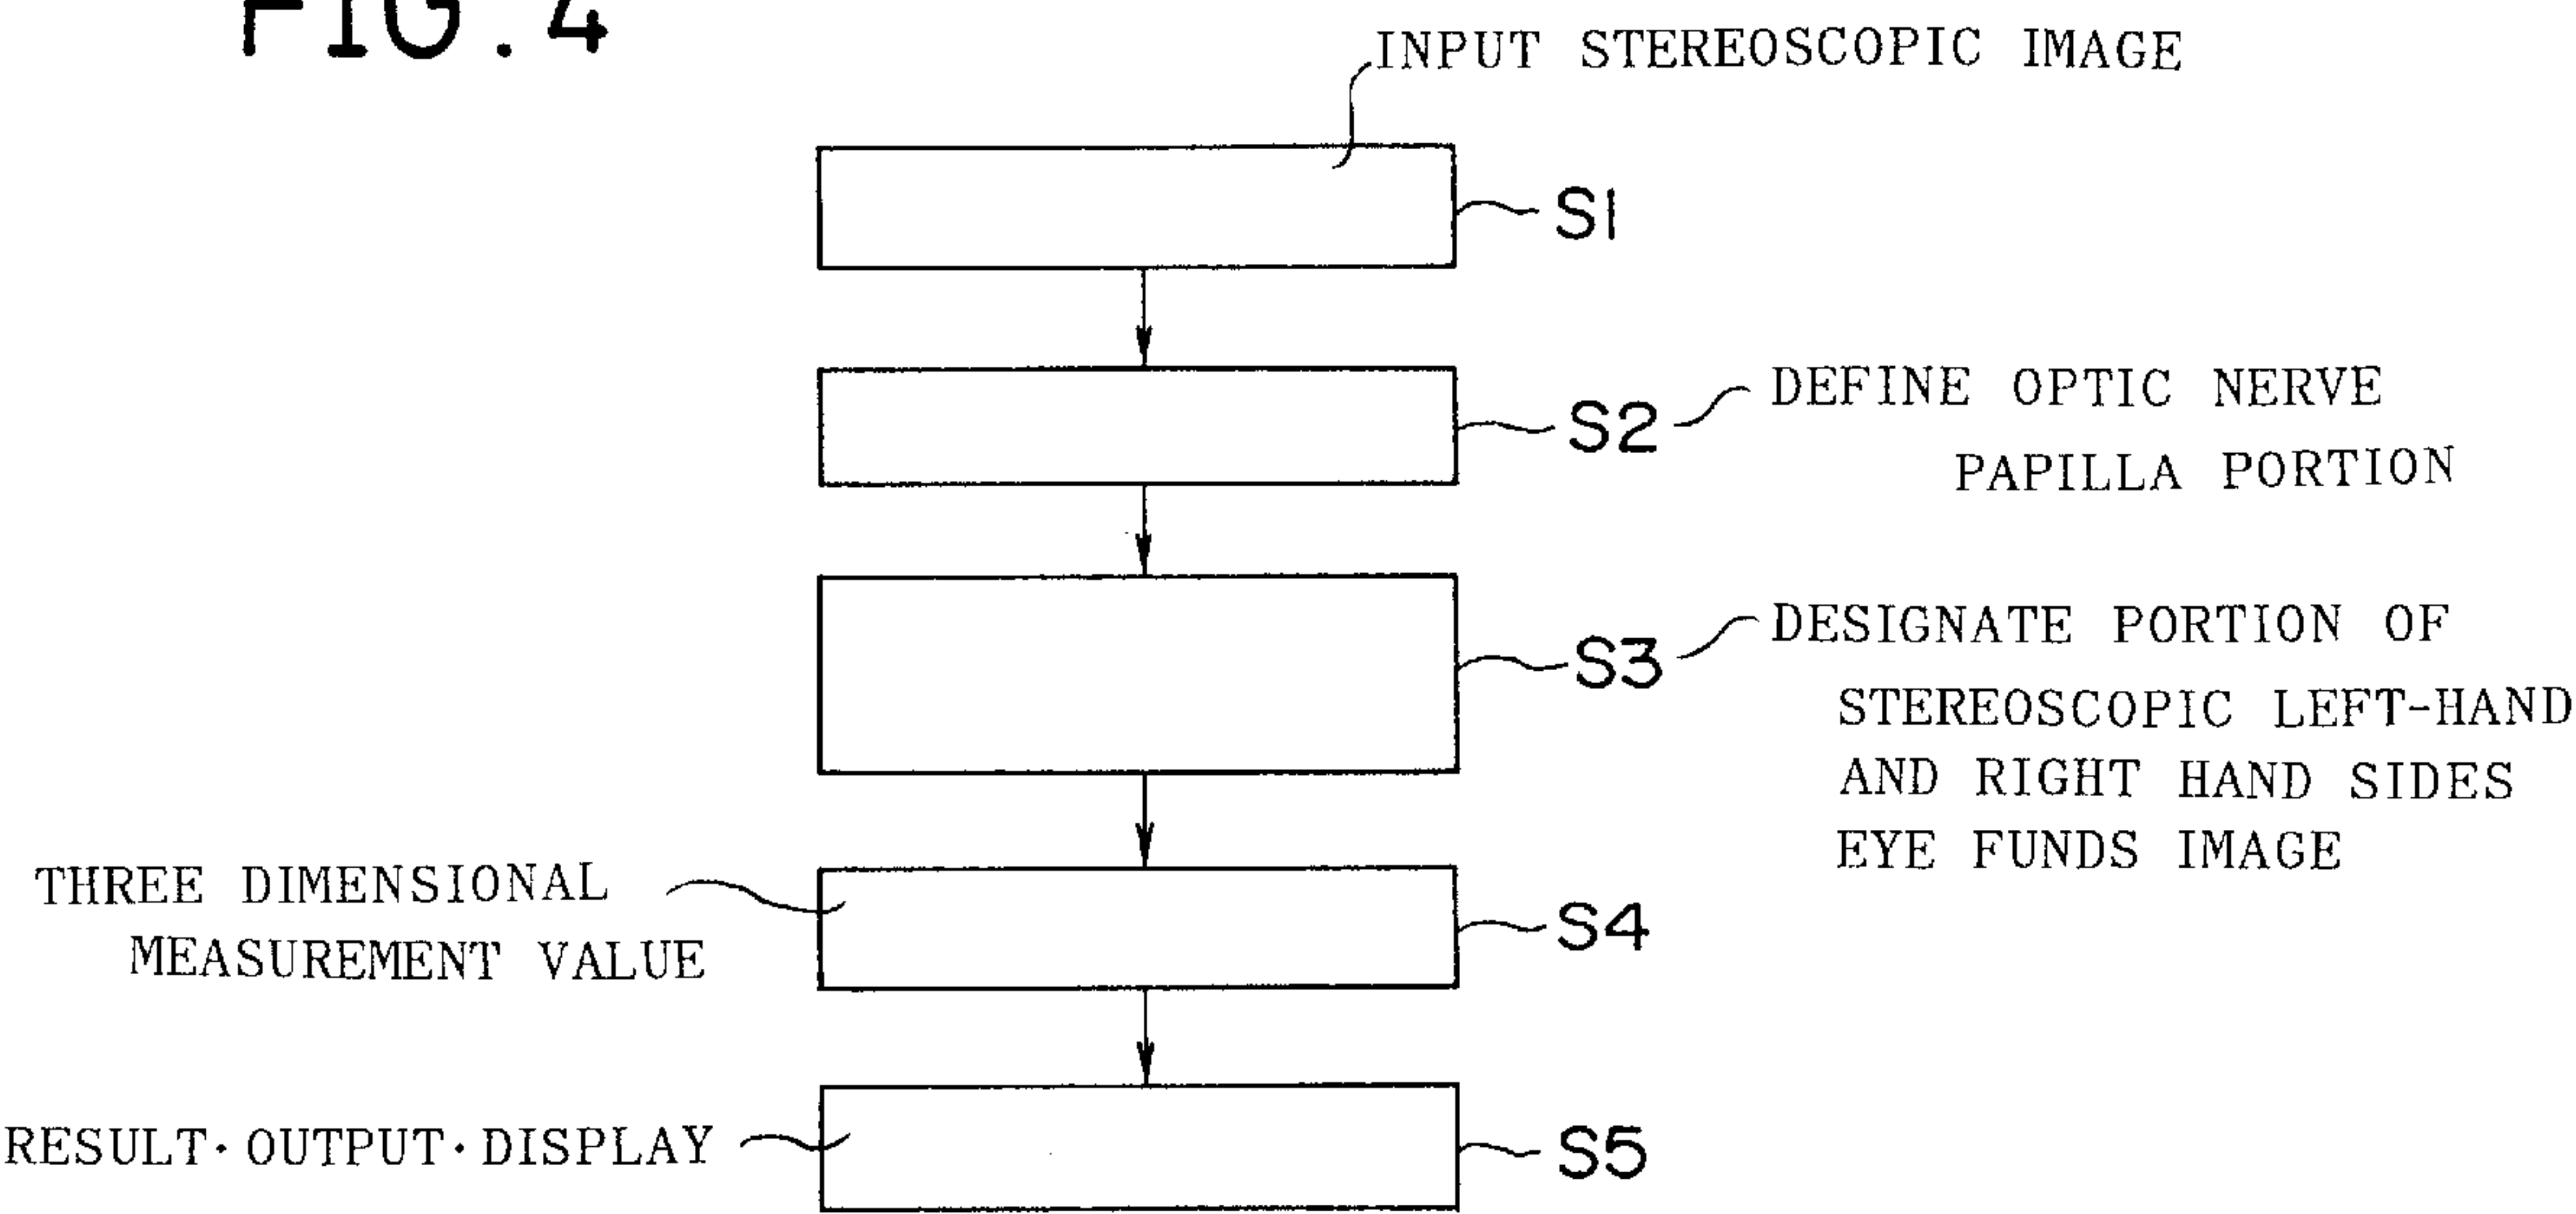 FIG. 4
INPUT STEREOSCOPIC IMAGE
S1
S2
DEFINE OPTIC NERVE
PAPILLA PORTION
S3
DESIGNATE PORTION OF
STEREOSCOPIC LEFT-HAND
AND RIGHT HAND SIDES
EYE FUNDS IMAGE
THREE DIMENSIONAL
MEASUREMENT VALUE
S4
RESULT·OUTPUT·DISPLAY
S5